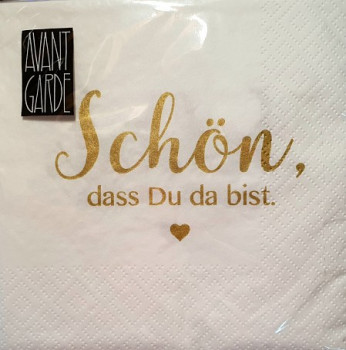 AVANT
GARDE
Schön,
dass Du da bist.